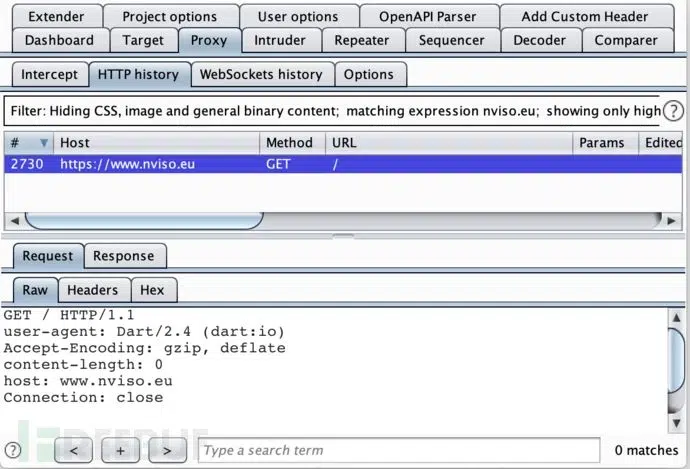 Extender Project options User options OpenAPI Parser Add Custom Header
Dashboard Target Proxy Intruder Repeater Sequencer Decoder Comparer
Intercept HTTP history WebSockets history Options
Filter: Hiding CSS, image and general binary content; matching expression nviso.eu; showing only high ?
# Host Method URL Params Edited
2730 https://www.nviso.eu GET /
Request Response
Raw Headers Hex
GET / HTTP/1.1
user-agent: Dart/2.4 (dart:io)
Accept-Encoding: gzip, deflate
content-length: 0
host: www.nviso.eu
Connection: close
FREEBUF
? < + > Type a search term 0 matches